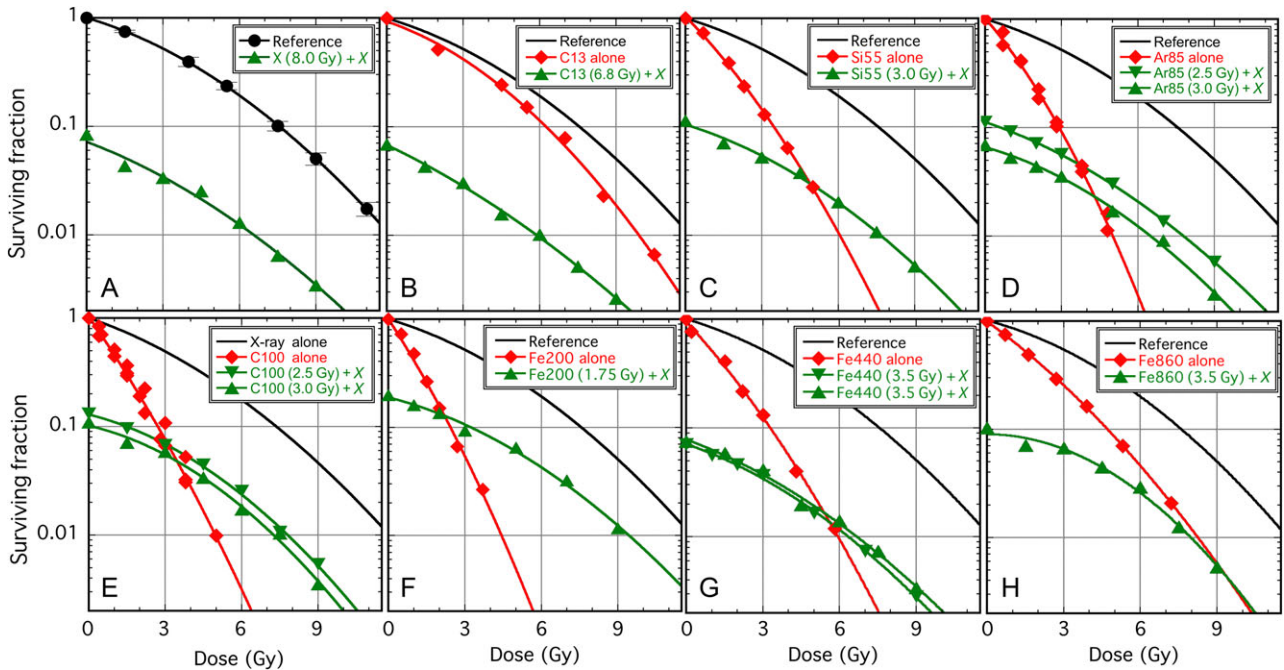 Surviving fraction
1
0.1
0.01
Reference
X (8.0 Gy) + X
A
Reference
C13 alone
C13 (6.8 Gy) + X
B
Reference
Si55 alone
Si55 (3.0 Gy) + X
C
Reference
Ar85 alone
Ar85 (2.5 Gy) + X
Ar85 (3.0 Gy) + X
D
Surviving fraction
1
0.1
0.01
X-ray alone
C100 alone
C100 (2.5 Gy) + X
C100 (3.0 Gy) + X
E
Reference
Fe200 alone
Fe200 (1.75 Gy) + X
F
Reference
Fe440 alone
Fe440 (3.5 Gy) + X
Fe440 (3.5 Gy) + X
G
Reference
Fe860 alone
Fe860 (3.5 Gy) + X
H
0 3 6 9
0 3 6 9
0 3 6 9
0 3 6 9
Dose (Gy)
Dose (Gy)
Dose (Gy)
Dose (Gy)